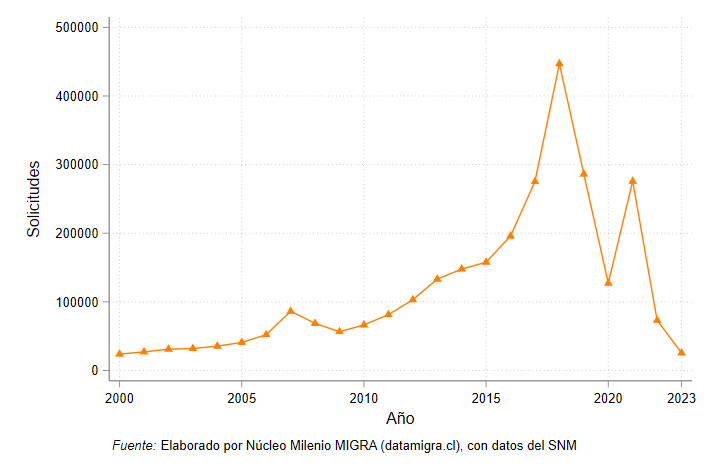 500000
400000
300000
200000
100000
0
Solicitudes
2000 2005 2010 2015 2020 2023
Año
Fuente: Elaborado por Núcleo Milenio MIGRA (datamigra.cl), con datos del SNM